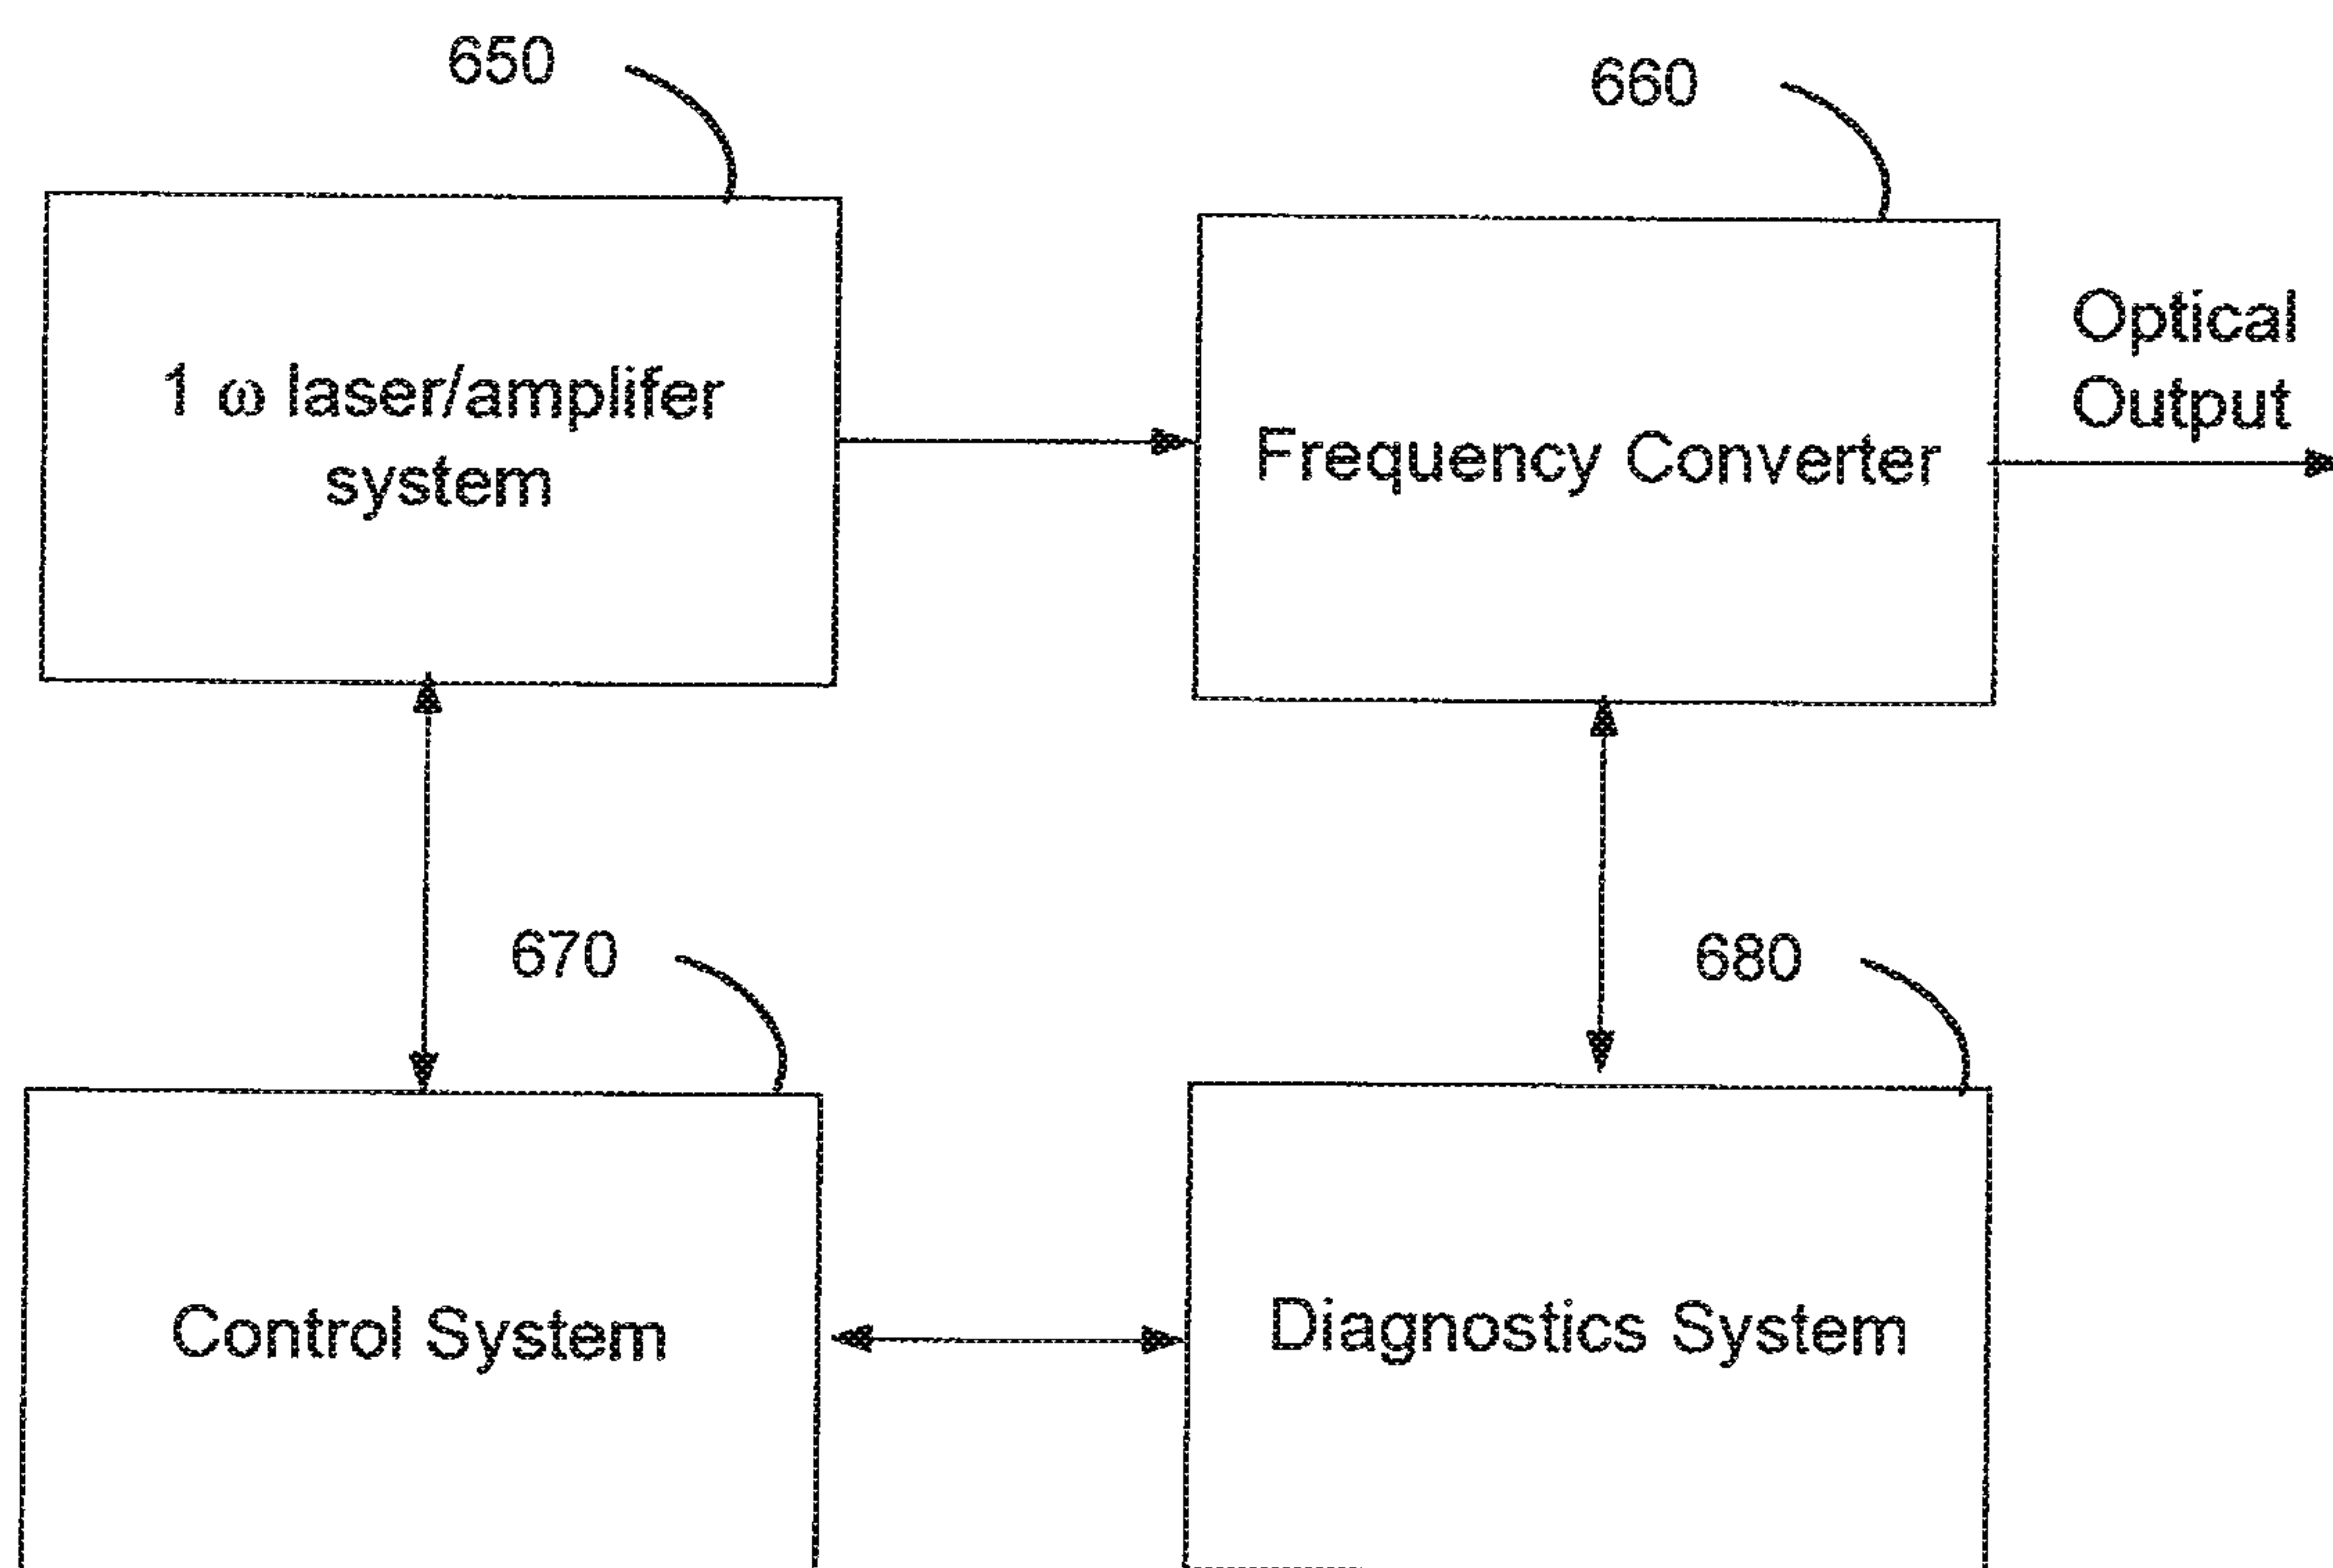 650
660
1 ω laser/amplifer
system
Frequency Converter
Optical
Output
670
680
Control System
Diagnostics System